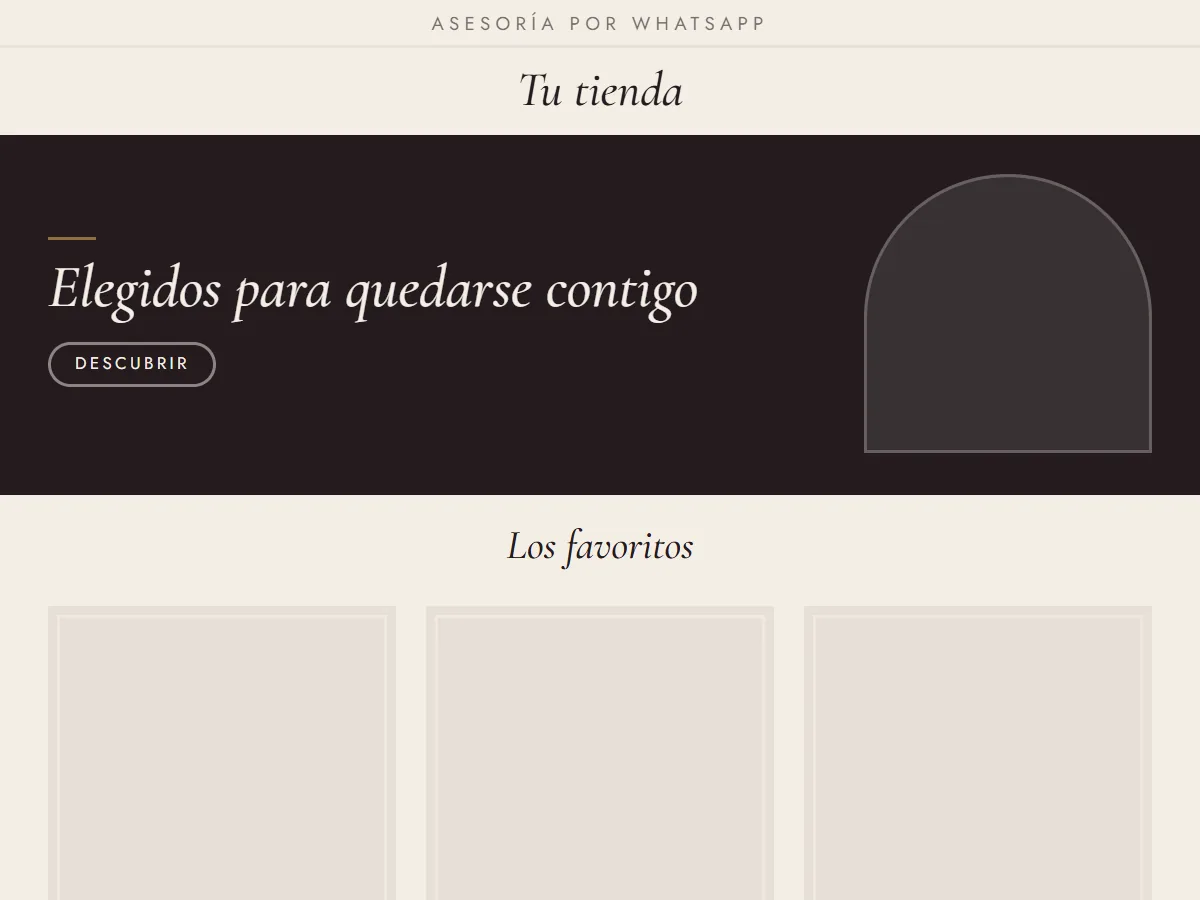 ASESORÍA POR WHATSAPP
Tu tienda
Elegidos para quedarse contigo
DESCUBRIR
Los favoritos